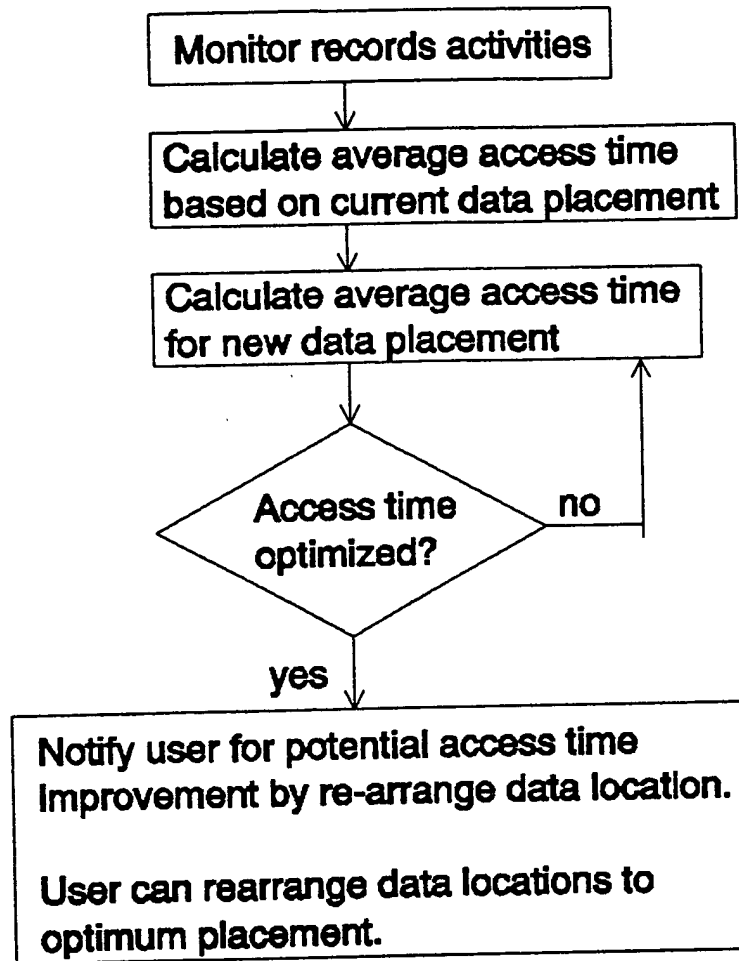 Monitor records activities
Calculate average access time
based on current data placement
Calculate average access time
for new data placement
Access time
optimized?
no
yes
Notify user for potential access time
Improvement by re-arrange data location.
User can rearrange data locations to
optimum placement.